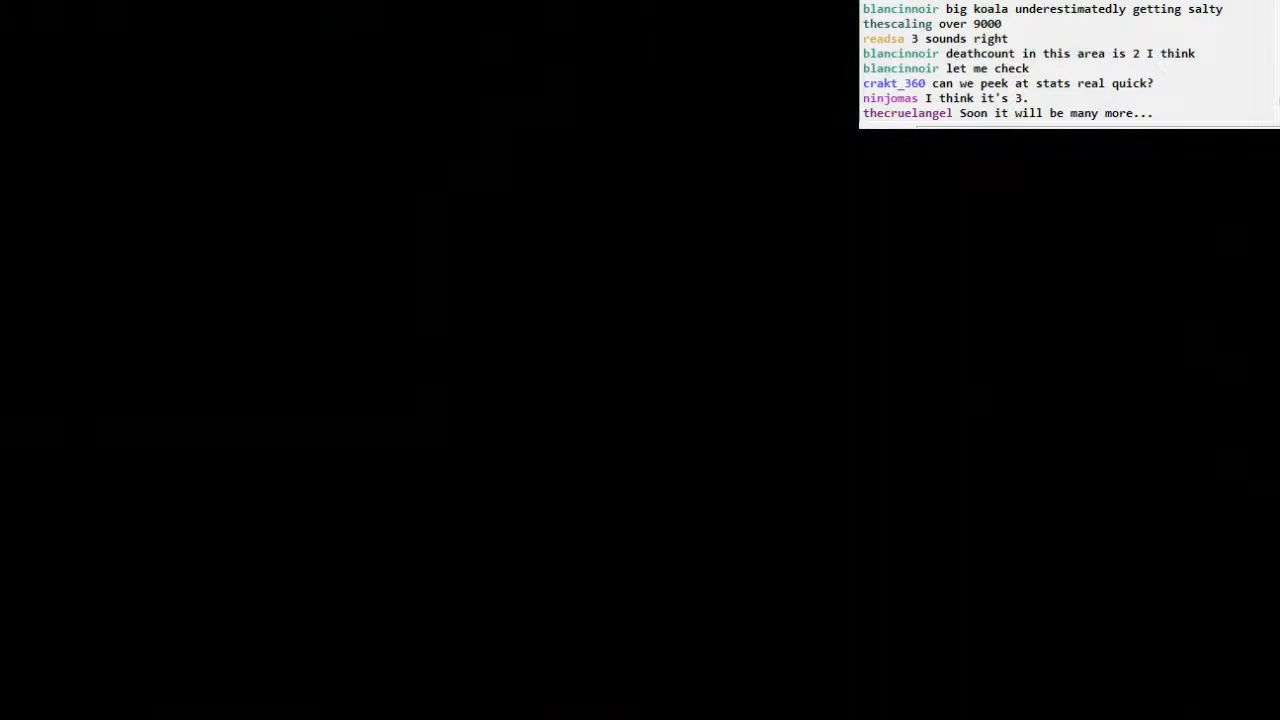 blancinnoir big koala underestimatedly getting salty
thescaling over 9000
readsa 3 sounds right
blancinnoir deathcount in this area is 2 I think
blancinnoir let me check
crakt_360 can we peek at stats real quick?
ninjomas I think it's 3.
thecruelangel Soon it will be many more...